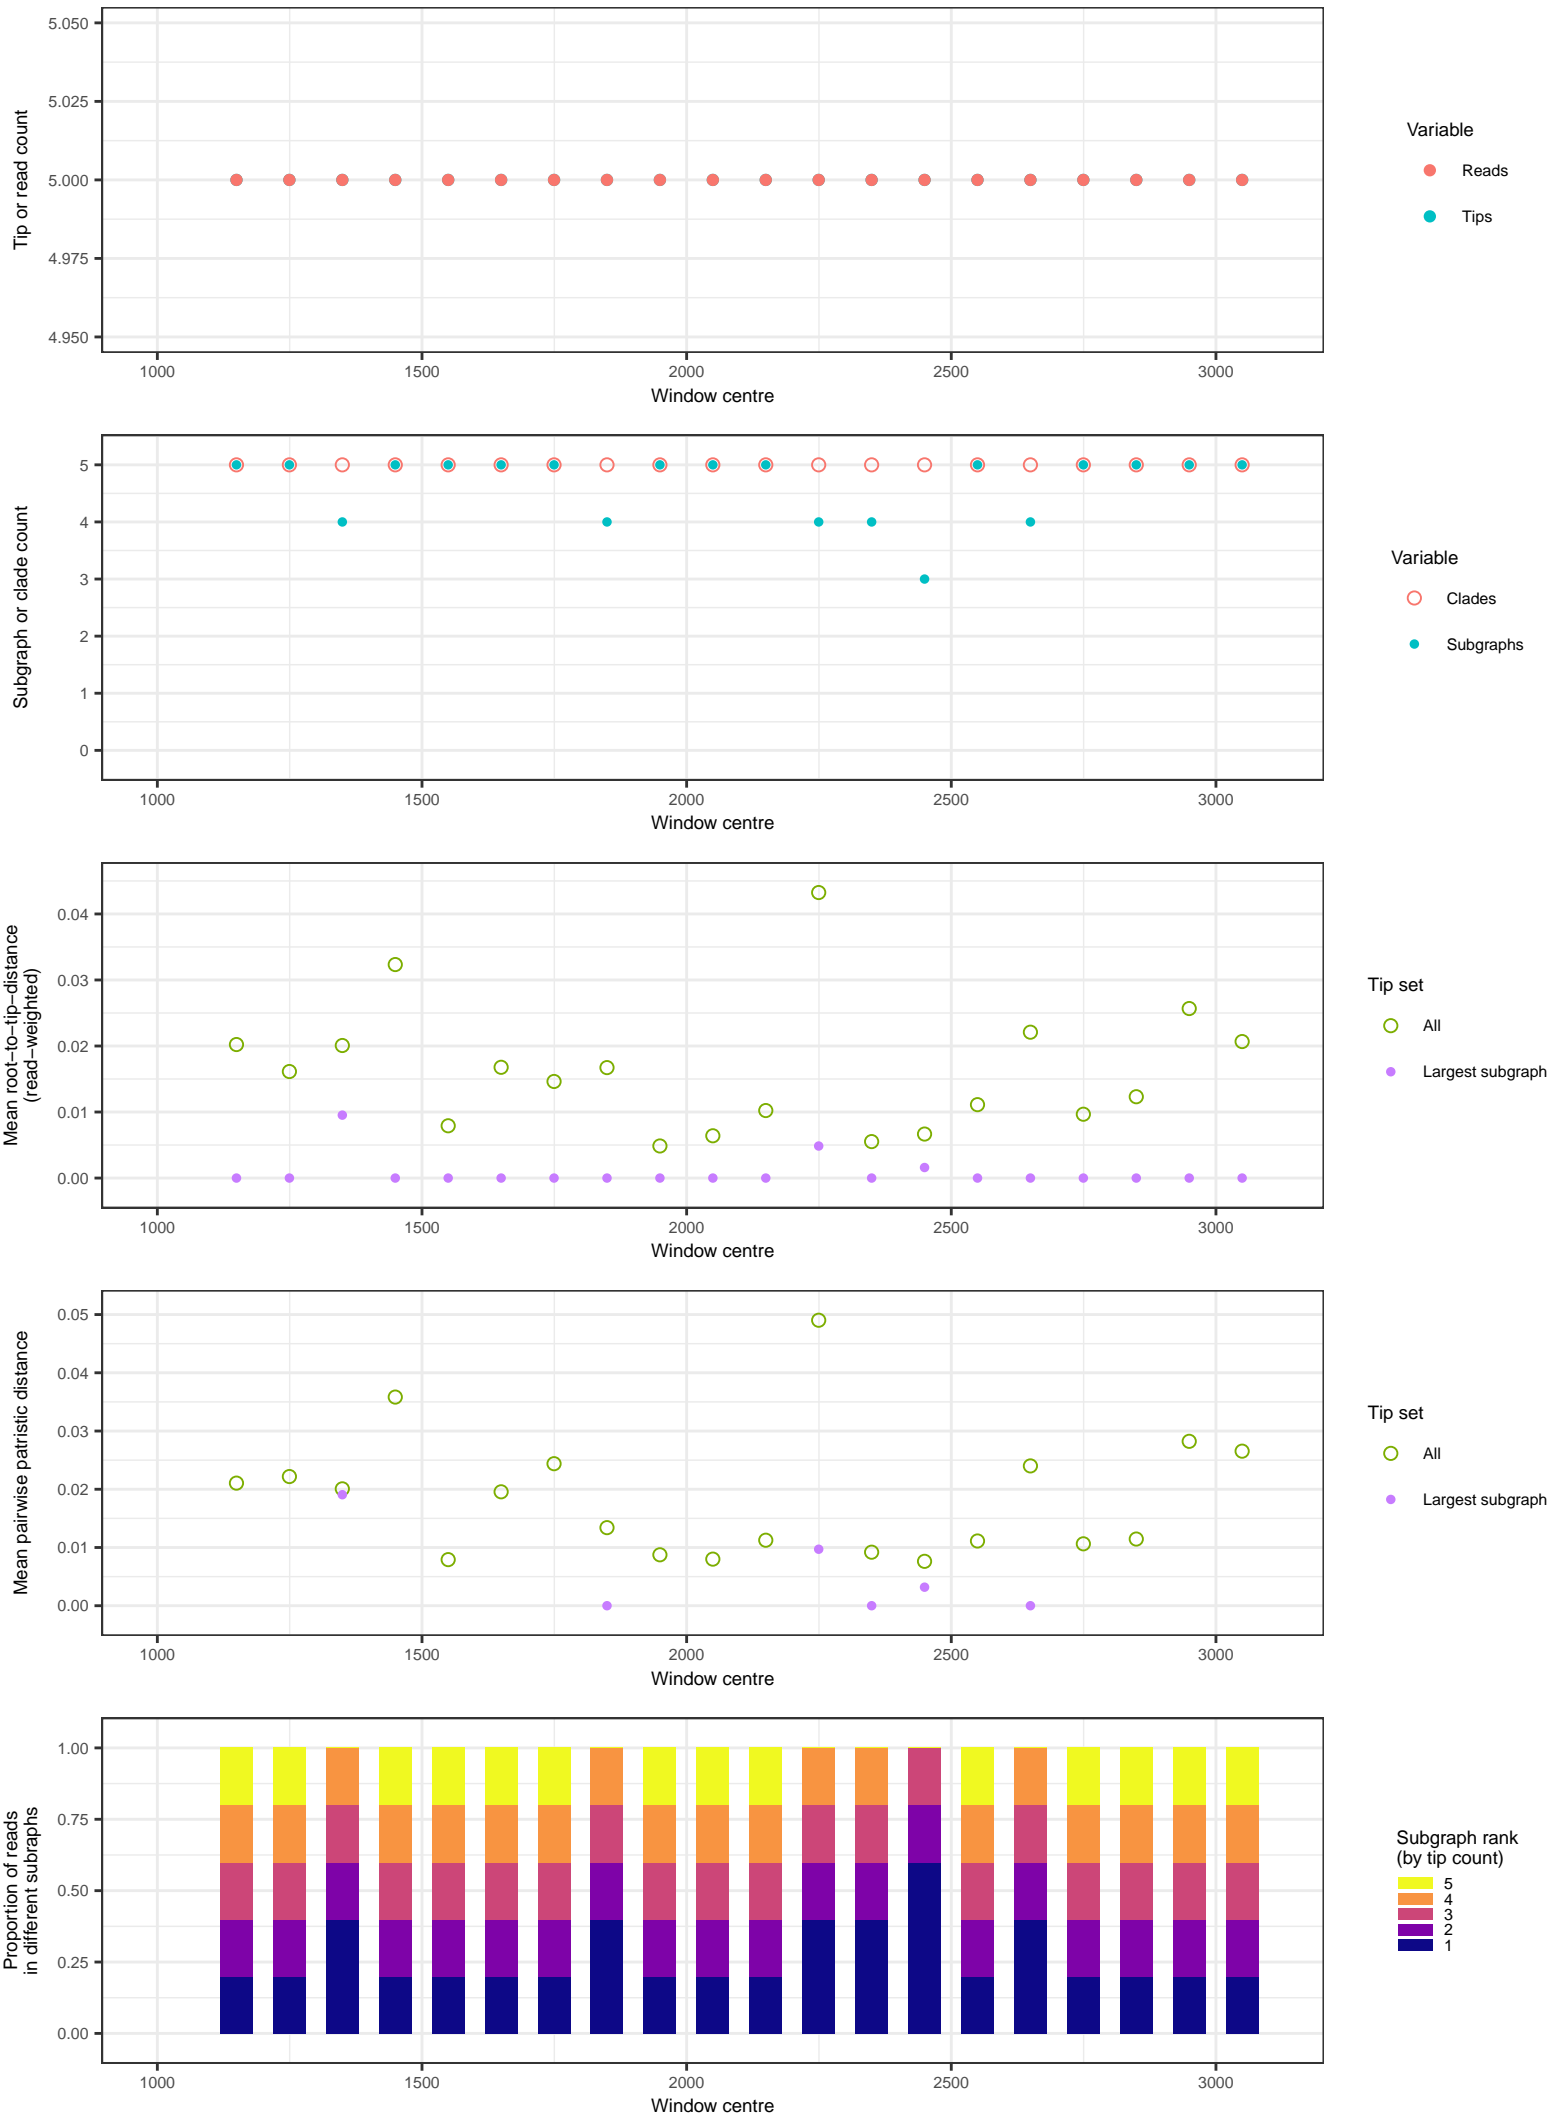 5.050
5.025
5.000
4.975
4.950
Tip or read count
1000 1500 2000 2500 3000
Window centre
Variable
Reads
Tips
5
4
3
2
1
0
Subgraph or clade count
1000 1500 2000 2500 3000
Window centre
Variable
Clades
Subgraphs
0.04
0.03
0.02
0.01
0.00
Mean root−to−tip−distance
(read−weighted)
1000 1500 2000 2500 3000
Window centre
Tip set
All
Largest subgraph
0.05
0.04
0.03
0.02
0.01
0.00
Mean pairwise patristic distance
1000 1500 2000 2500 3000
Window centre
Tip set
All
Largest subgraph
1.00
0.75
0.50
0.25
0.00
Proportion of reads
in different subraphs
1000 1500 2000 2500 3000
Window centre
Subgraph rank
(by tip count)
5
4
3
2
1